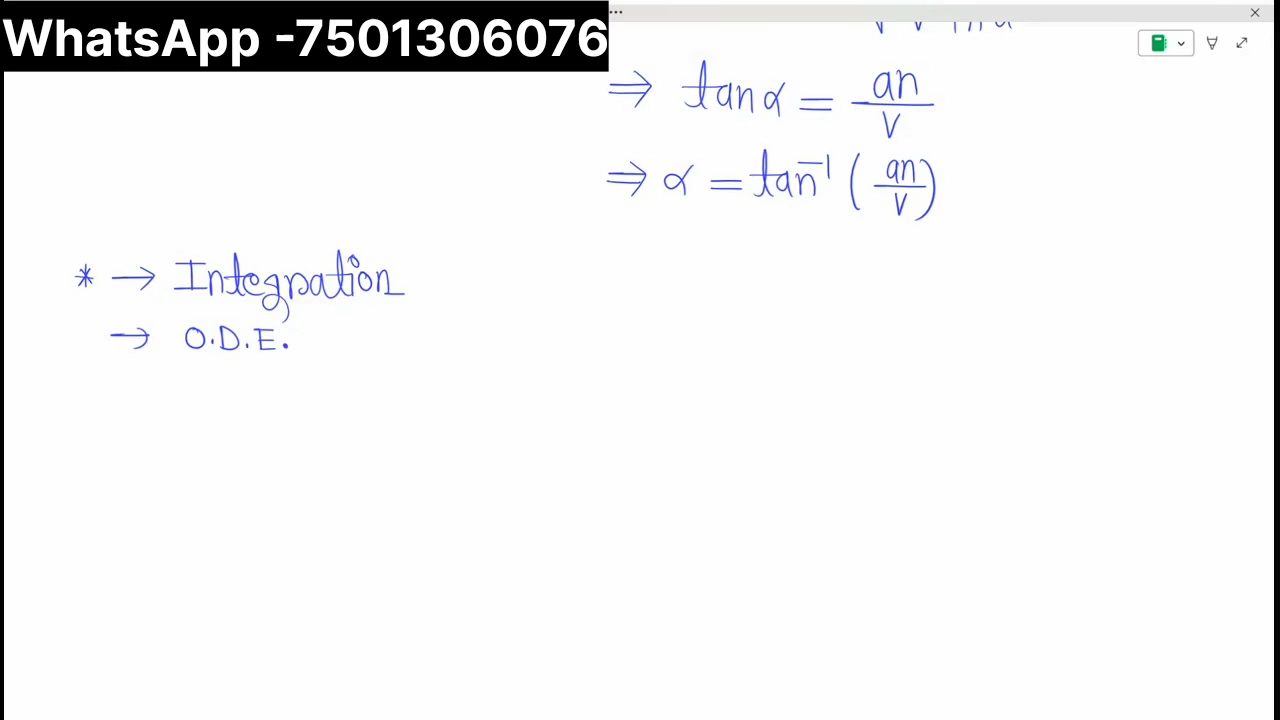 WhatsApp -7501306076
⇒ tan α = an/V
⇒ α = tan⁻¹ (an/V)
* → Integration
→ O.D.E.